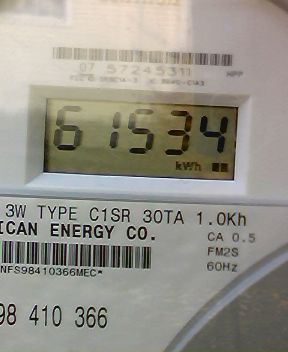 07 57245311 HPP
61534
kWh
3W TYPE C1SR 30TA 1.0Kh
ICAN ENERGY CO.
CA 0.5
FM2S
60Hz
NFS98410366MEC*
98 410 366